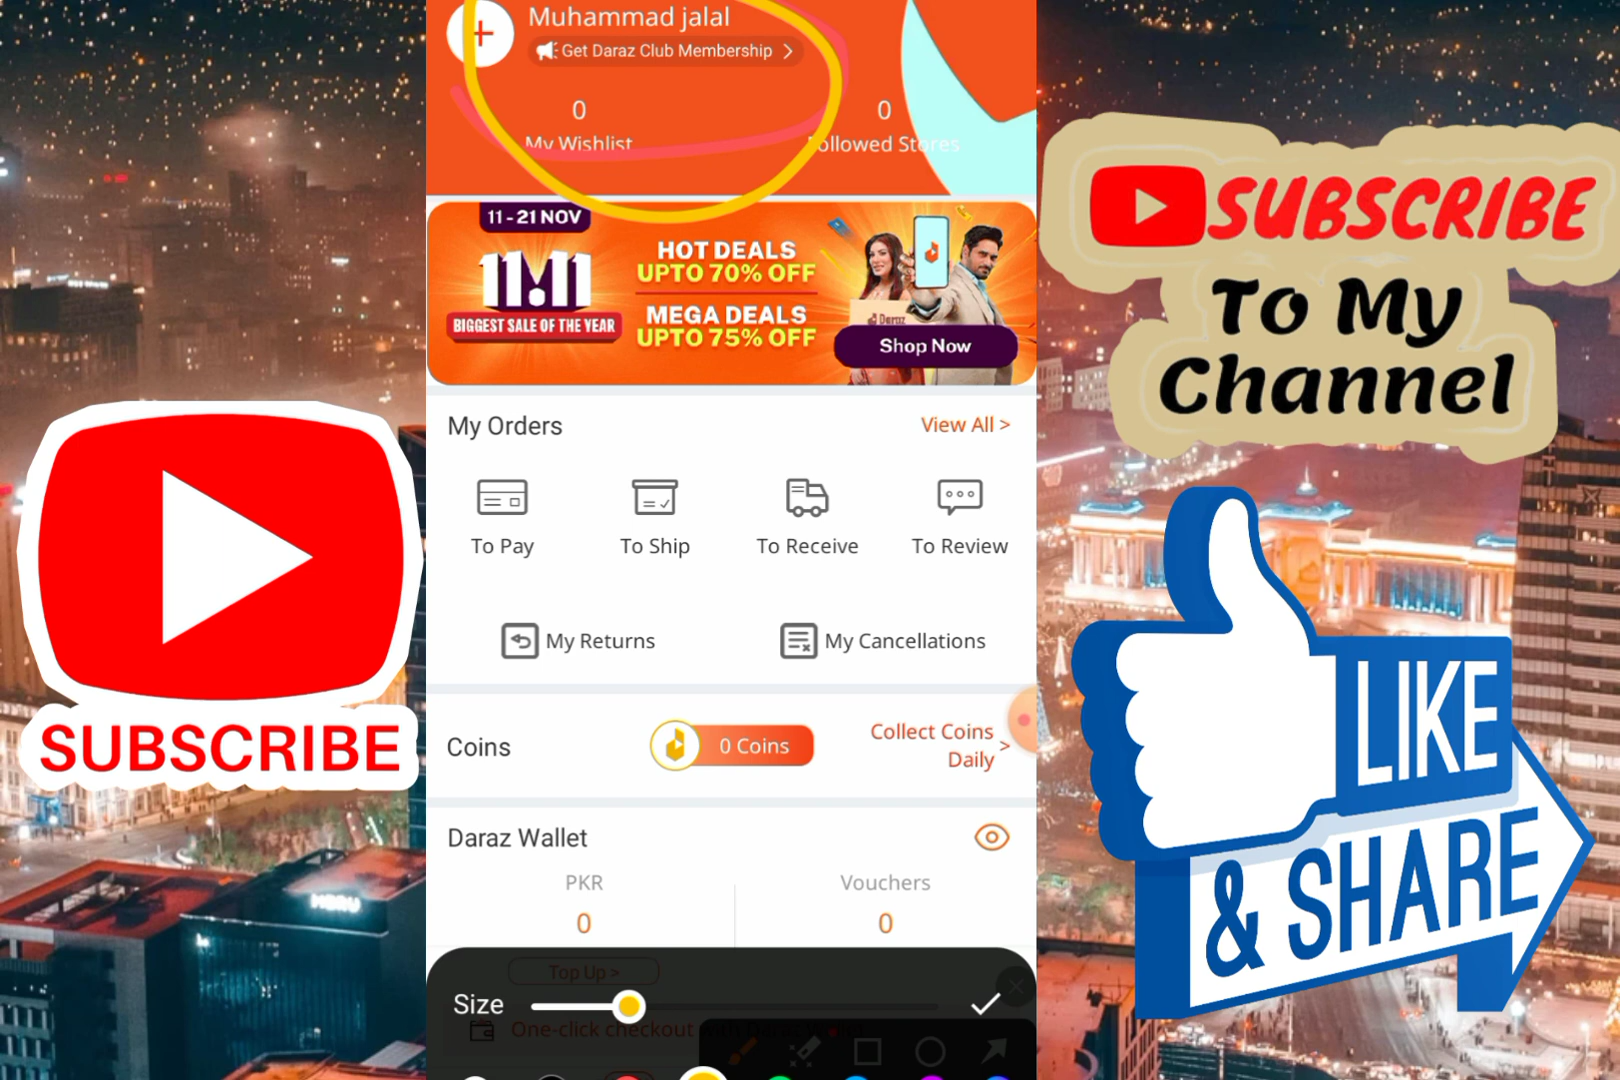 Muhammad jalal
Get Daraz Club Membership >
0
My Wishlist
0
Followed Stores
11 - 21 NOV
11.11
BIGGEST SALE OF THE YEAR
HOT DEALS
UPTO 70% OFF
MEGA DEALS
UPTO 75% OFF
Daraz
Shop Now
My Orders
View All >
To Pay
To Ship
To Receive
To Review
My Returns
My Cancellations
Coins
0 Coins
Collect Coins
Daily >
Daraz Wallet
PKR
0
Vouchers
0
Top Up >
Size
One-click checkout
SUBSCRIBE
SUBSCRIBE
To My
Channel
LIKE
& SHARE